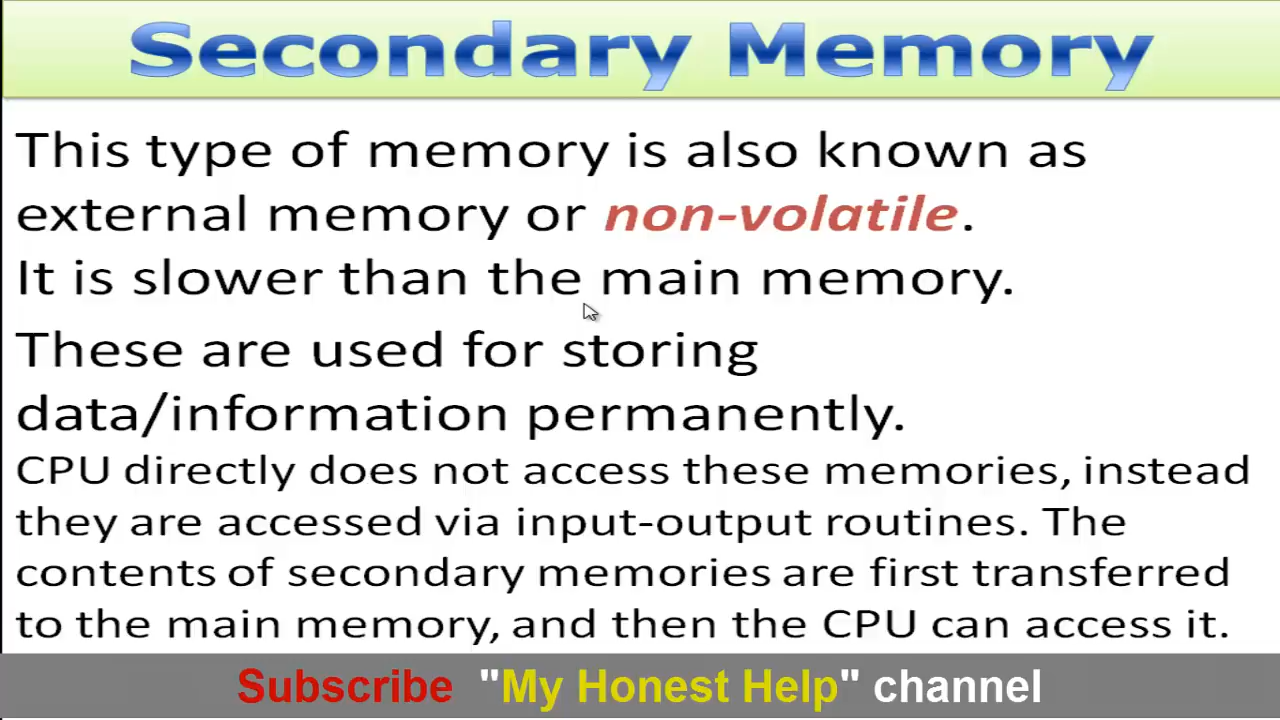 Secondary Memory
This type of memory is also known as
external memory or non-volatile.
It is slower than the main memory.
These are used for storing
data/information permanently.
CPU directly does not access these memories, instead
they are accessed via input-output routines. The
contents of secondary memories are first transferred
to the main memory, and then the CPU can access it.
Subscribe "My Honest Help" channel